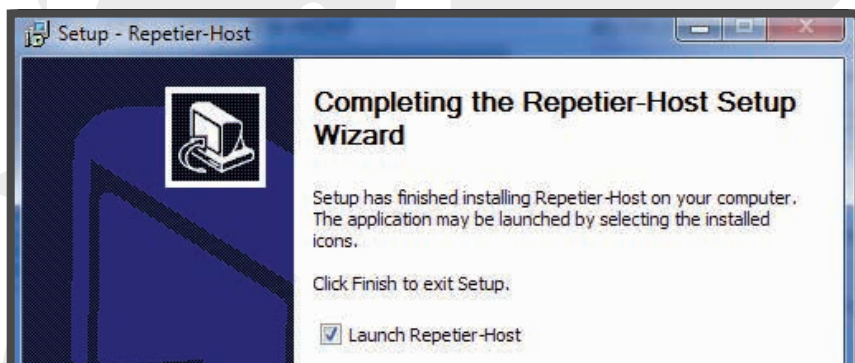 Setup - Repetier-Host
Completing the Repetier-Host Setup
Wizard
Setup has finished installing Repetier-Host on your computer.
The application may be launched by selecting the installed
icons.
Click Finish to exit Setup.
Launch Repetier-Host